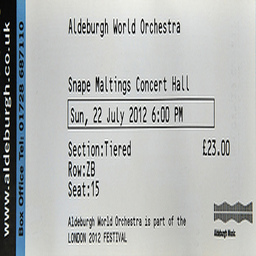 Aldeburgh World Orchestra
Snape Maltings Concert Hall
Sun, 22 July 2012 6:00 PM
Section:Tiered £23.00
Row:ZB
Seat:15
Aldeburgh World Orchestra is part of the
LONDON 2012 FESTIVAL
Aldeburgh Music
www.aldeburgh.co.uk
Box Office Tel: 01728 687110